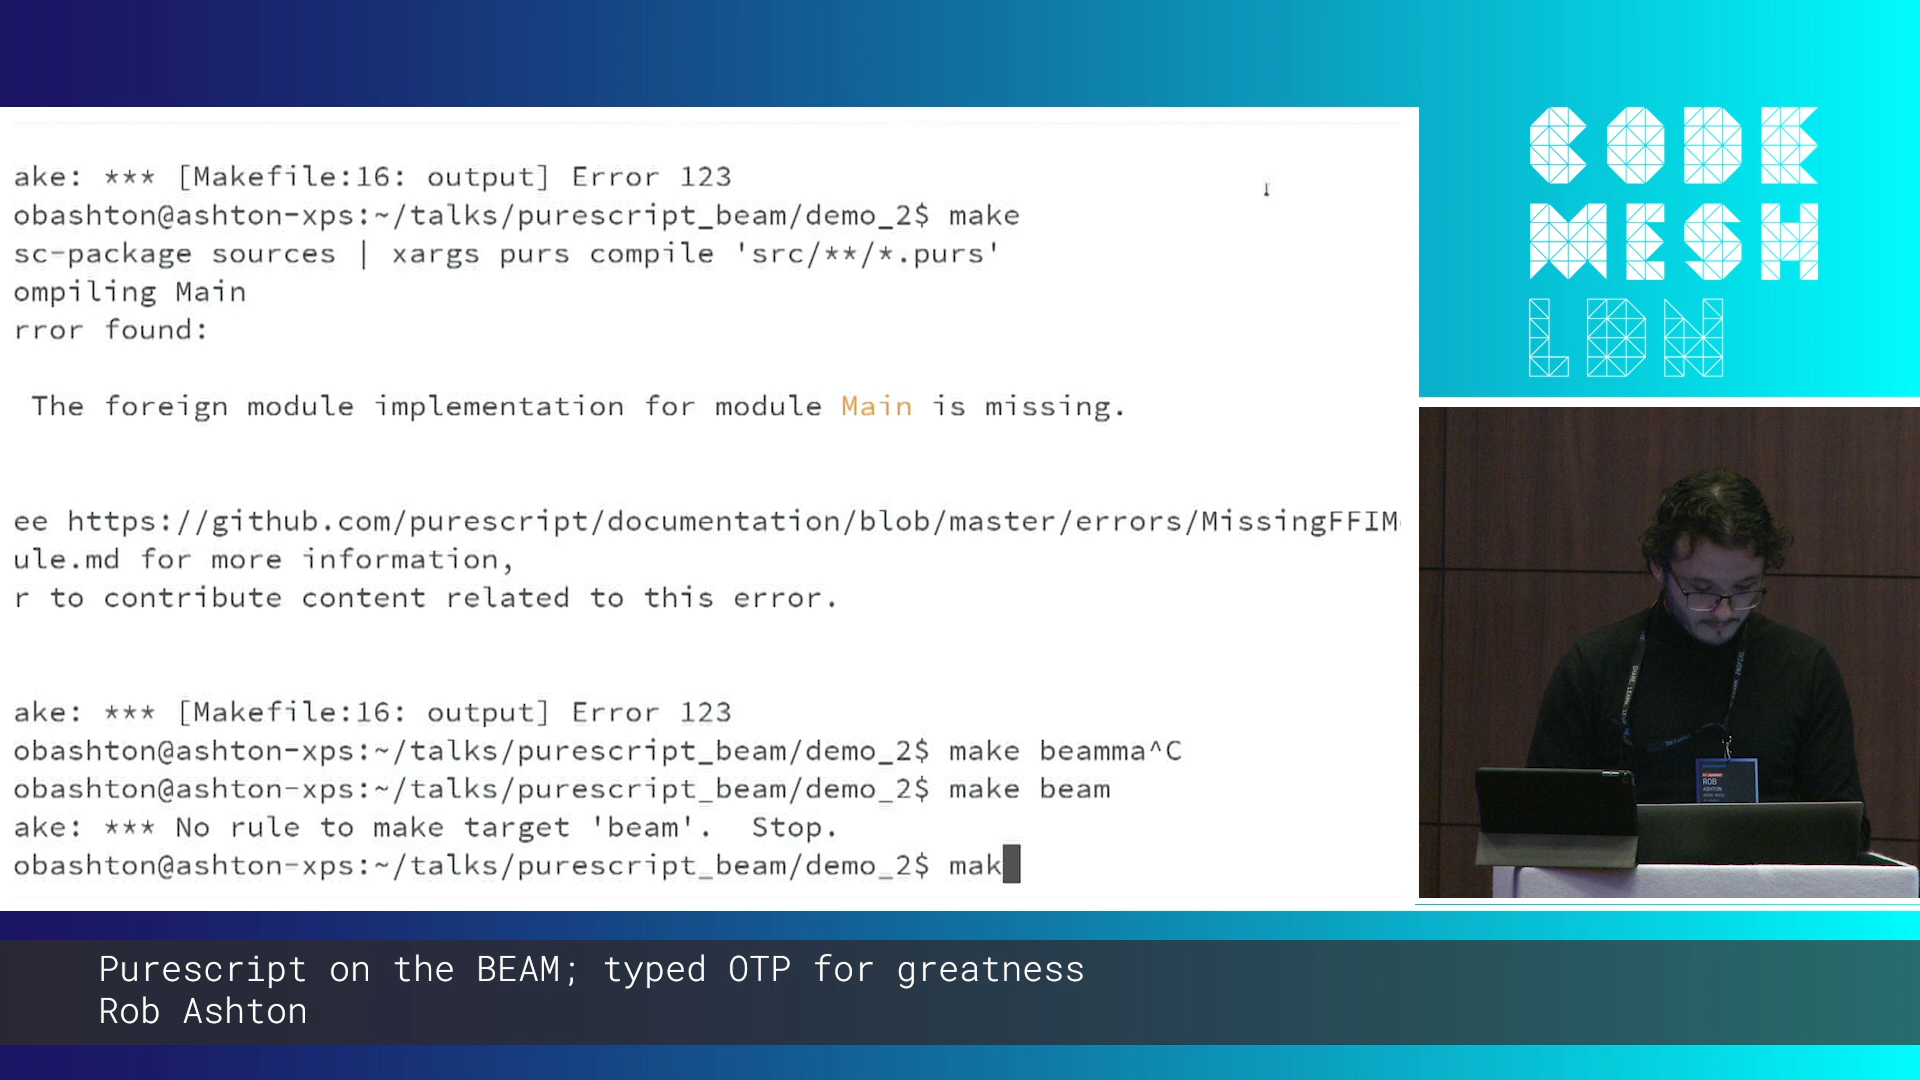 ake: *** [Makefile:16: output] Error 123
obashton@ashton-xps:~/talks/purescript_beam/demo_2$ make
sc-package sources | xargs purs compile 'src/**/*.purs'
ompiling Main
rror found:
The foreign module implementation for module Main is missing.
ee https://github.com/purescript/documentation/blob/master/errors/MissingFFIM
ule.md for more information,
r to contribute content related to this error.
ake: *** [Makefile:16: output] Error 123
obashton@ashton-xps:~/talks/purescript_beam/demo_2$ make beamma^C
obashton@ashton-xps:~/talks/purescript_beam/demo_2$ make beam
ake: *** No rule to make target 'beam'.  Stop.
obashton@ashton-xps:~/talks/purescript_beam/demo_2$ mak
CODE
MESH
LDN
ROB
ASHTON
Purescript on the BEAM; typed OTP for greatness
Rob Ashton